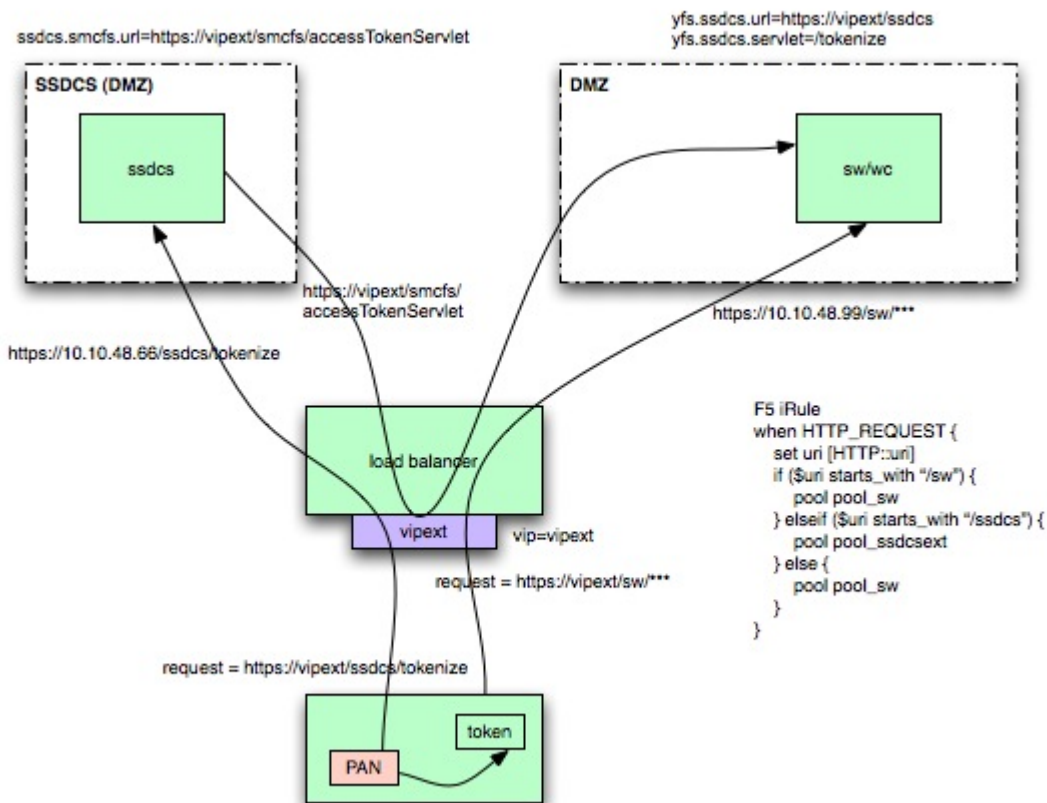 ssdcs.smcfs.url=https://vipext/smcfs/accessTokenServlet
yfs.ssdcs.url=https://vipext/ssdcs
yfs.ssdcs.servlet=/tokenize
SSDCS (DMZ)
DMZ
ssdcs
sw/wc
https://vipext/smcfs/
accessTokenServlet
https://10.10.48.99/sw/***
https://10.10.48.66/ssdcs/tokenize
load balancer
vipext
vip=vipext
F5 iRule
when HTTP_REQUEST {
set uri [HTTP::uri]
if ($uri starts_with “/sw”) {
pool pool_sw
} elseif ($uri starts_with “/ssdcs”) {
pool pool_ssdcsext
} else {
pool pool_sw
}
}
request = https://vipext/sw/***
request = https://vipext/ssdcs/tokenize
token
PAN